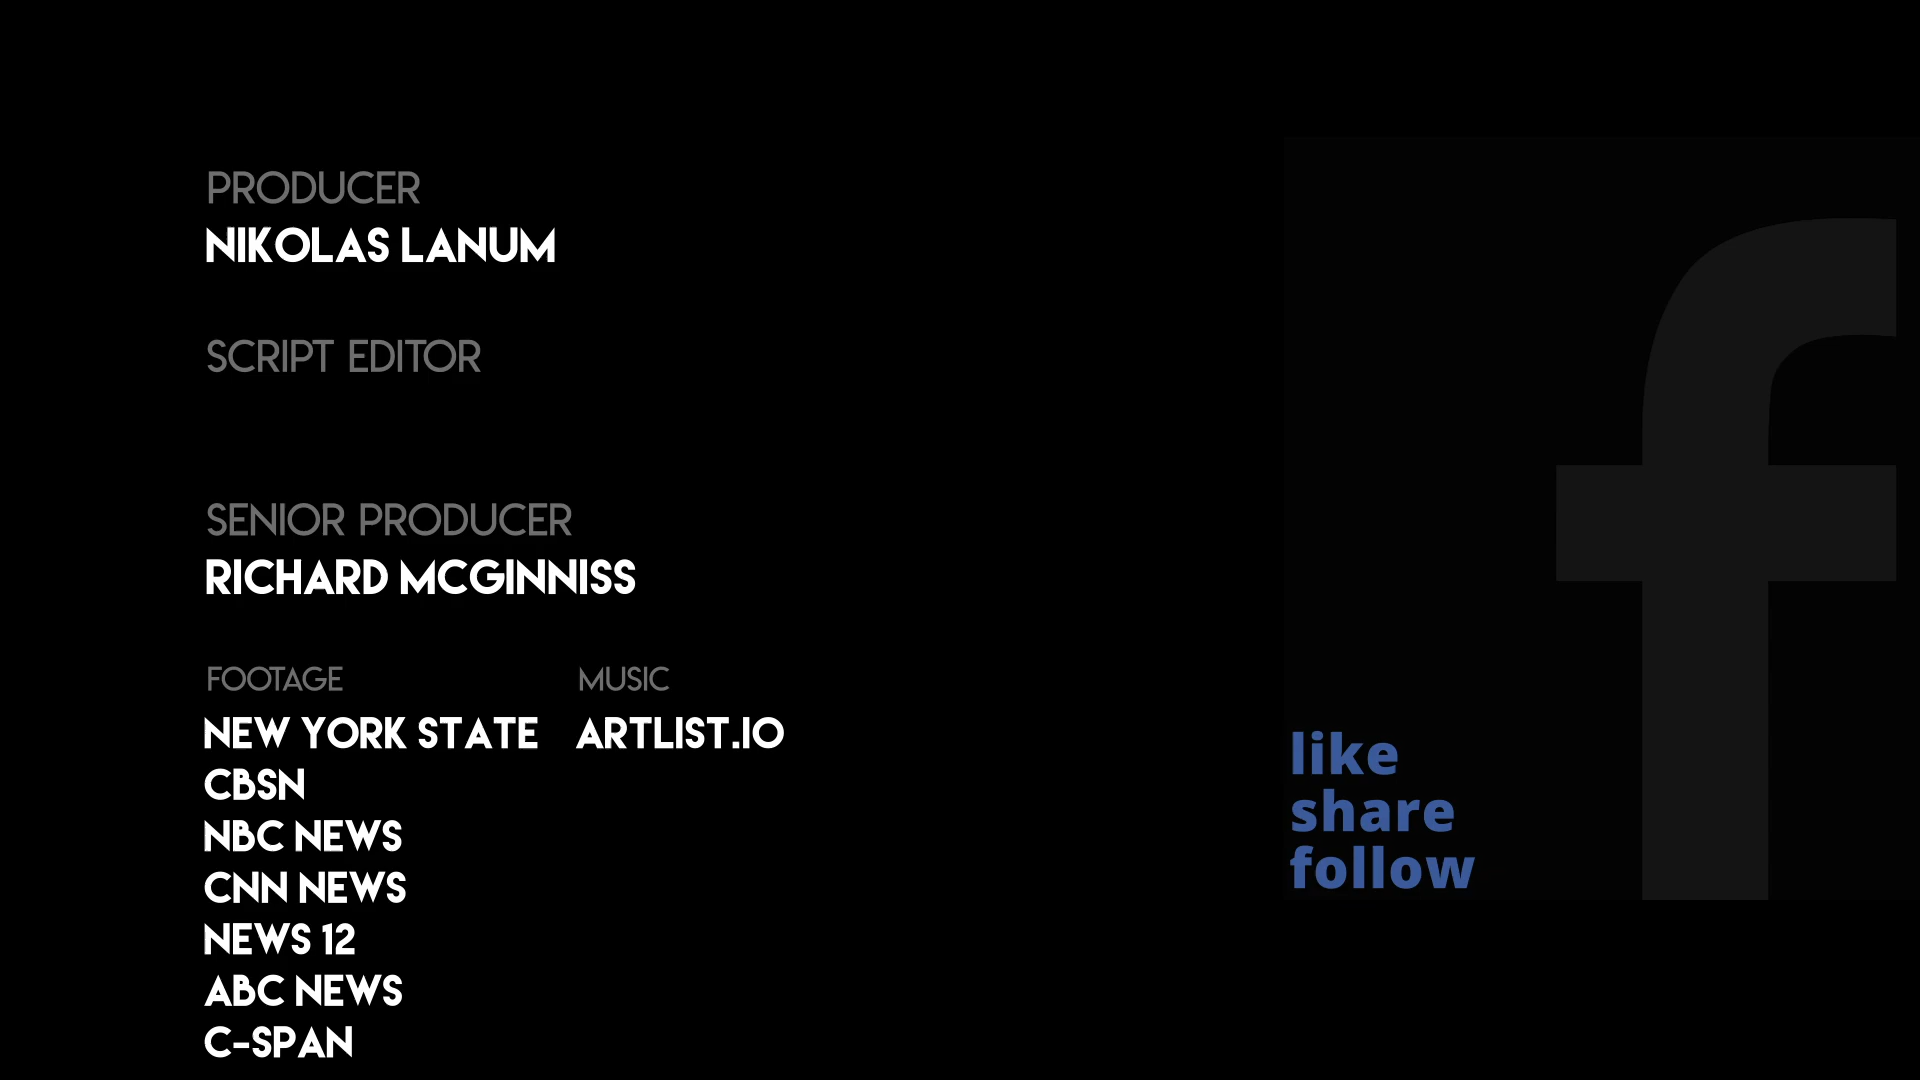 PRODUCER
NIKOLAS LANUM
SCRIPT EDITOR
SENIOR PRODUCER
RICHARD MCGINNISS
FOOTAGE
NEW YORK STATE
CBSN
NBC NEWS
CNN NEWS
NEWS 12
ABC NEWS
C-SPAN
MUSIC
ARTLIST.IO
like
share
follow
f